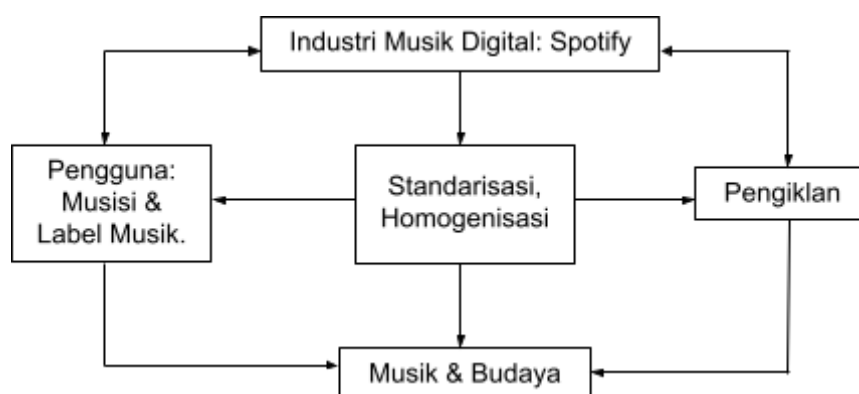 Industri Musik Digital: Spotify
Pengguna:
Musisi &
Label Musik.
Standarisasi,
Homogenisasi
Pengiklan
Musik & Budaya